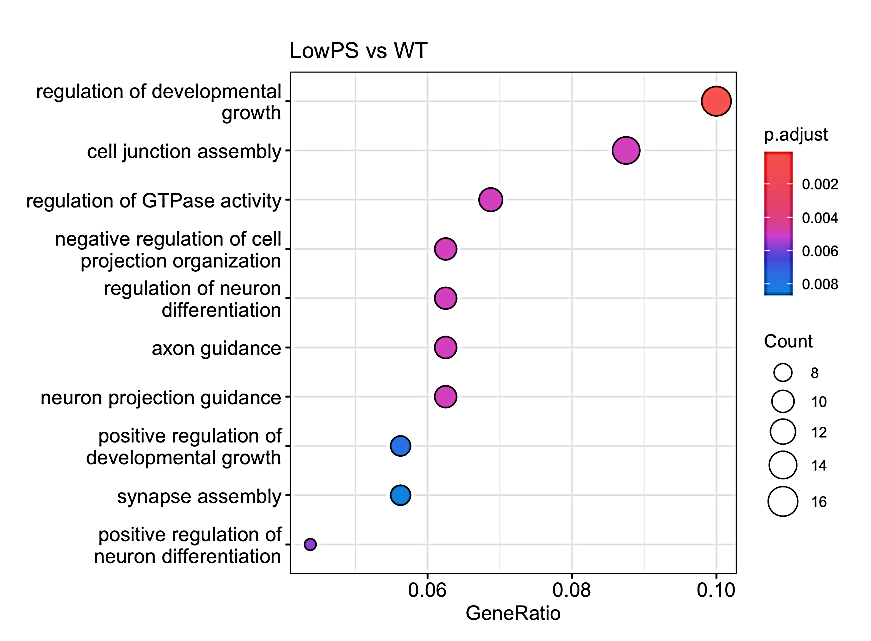 LowPS vs WT
regulation of developmental
growth
cell junction assembly
regulation of GTPase activity
negative regulation of cell
projection organization
regulation of neuron
differentiation
axon guidance
neuron projection guidance
positive regulation of
developmental growth
synapse assembly
positive regulation of
neuron differentiation
0.06 0.08 0.10
GeneRatio
p.adjust
0.002
0.004
0.006
0.008
Count
8
10
12
14
16